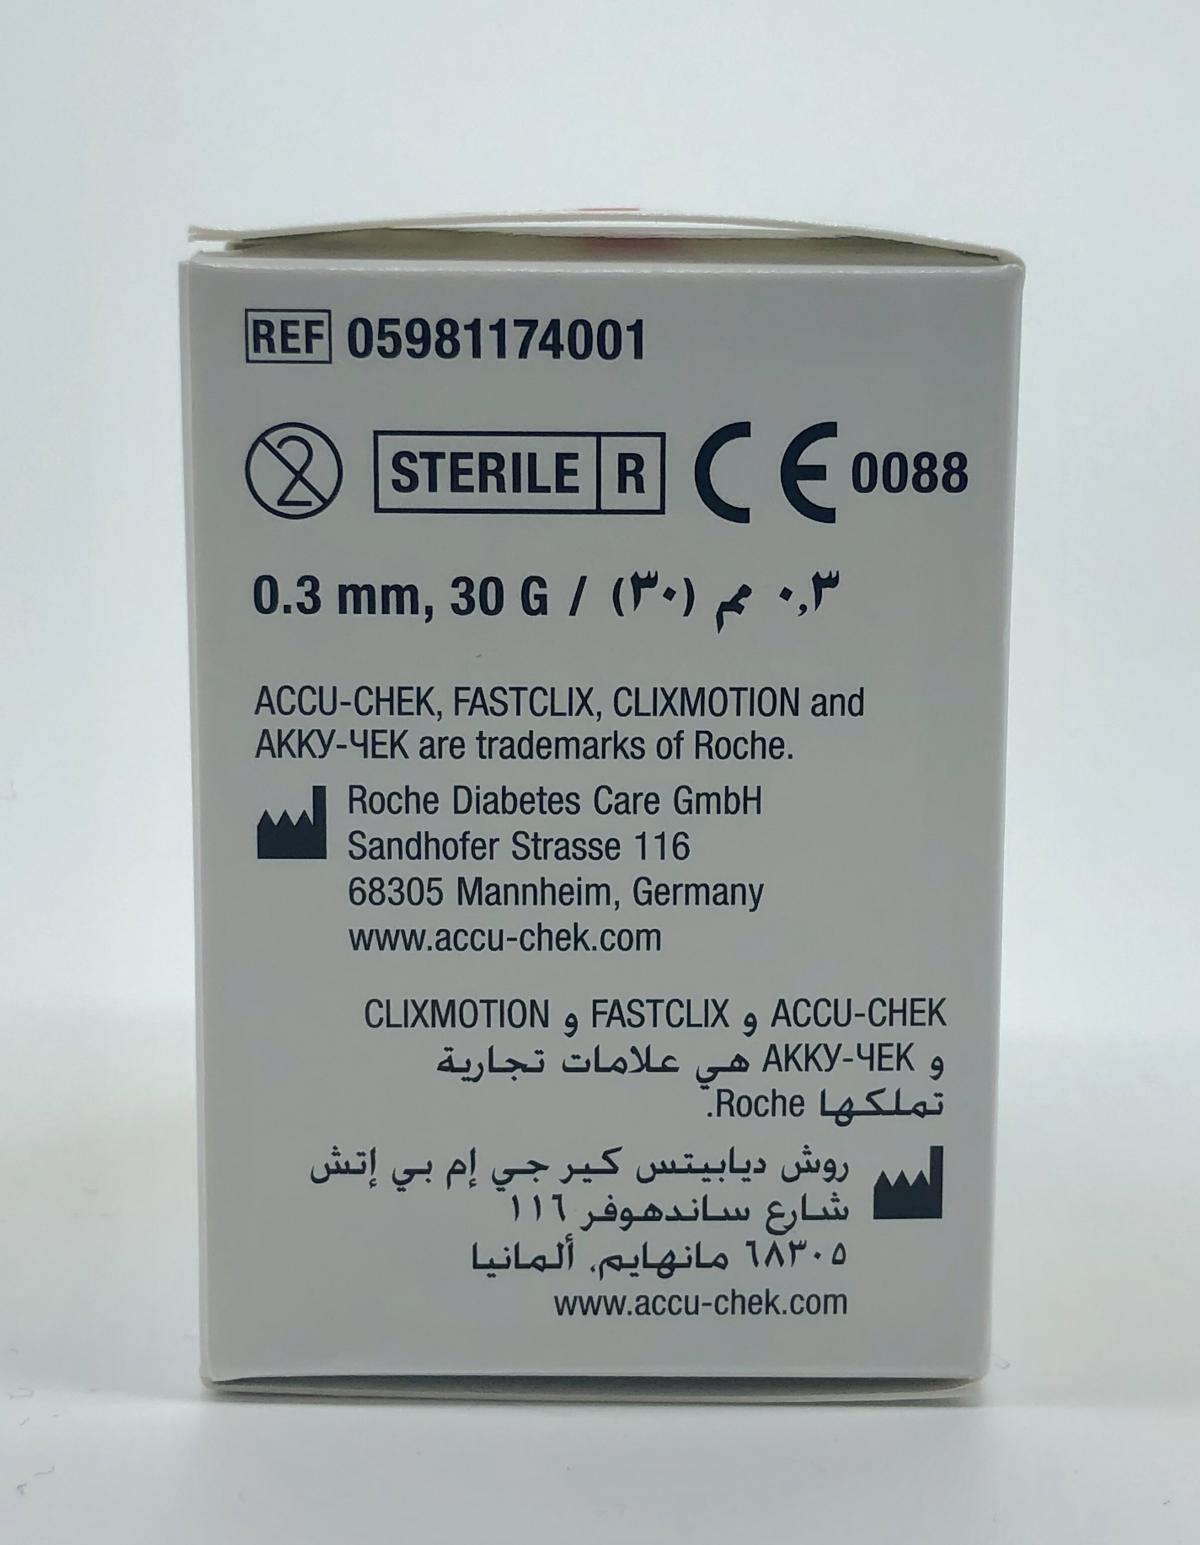 REF 05981174001
2 STERILE R CE 0088
0.3 mm, 30 G / ٠,٣ مم (٣٠)
ACCU-CHEK, FASTCLIX, CLIXMOTION and
АККУ-ЧЕК are trademarks of Roche.
Roche Diabetes Care GmbH
Sandhofer Strasse 116
68305 Mannheim, Germany
www.accu-chek.com
ACCU-CHEK و FASTCLIX و CLIXMOTION
و АККУ-ЧЕК هي علامات تجارية
تملكها Roche.
روش ديابيتس كير جي إم بي إتش
شارع ساندهوفر ١١٦
٦٨٣٠٥ مانهايم, ألمانيا
www.accu-chek.com